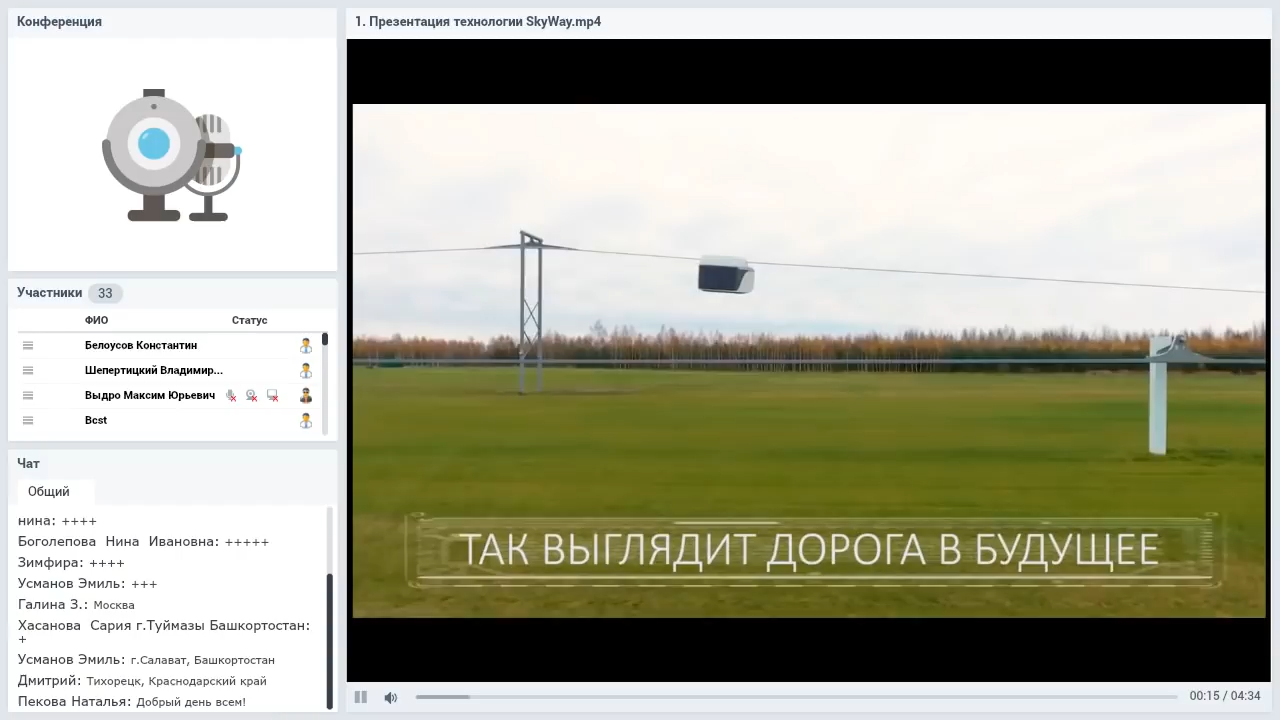 Конференция
1. Презентация технологии SkyWay.mp4
Участники 33
ФИО Статус
Белоусов Константин
Шепертицкий Владимир...
Выдро Максим Юрьевич
Bcst
Чат
Общий
нина: ++++
Боголепова Нина Ивановна: +++++
Зимфира: ++++
Усманов Эмиль: +++
Галина З.: Москва
Хасанова Сария г.Туймазы Башкортостан:
+
Усманов Эмиль: г.Салават, Башкортостан
Дмитрий: Тихорецк, Краснодарский край
Пекова Наталья: Добрый день всем!
ТАК ВЫГЛЯДИТ ДОРОГА В БУДУЩЕЕ
00:15 / 04:34